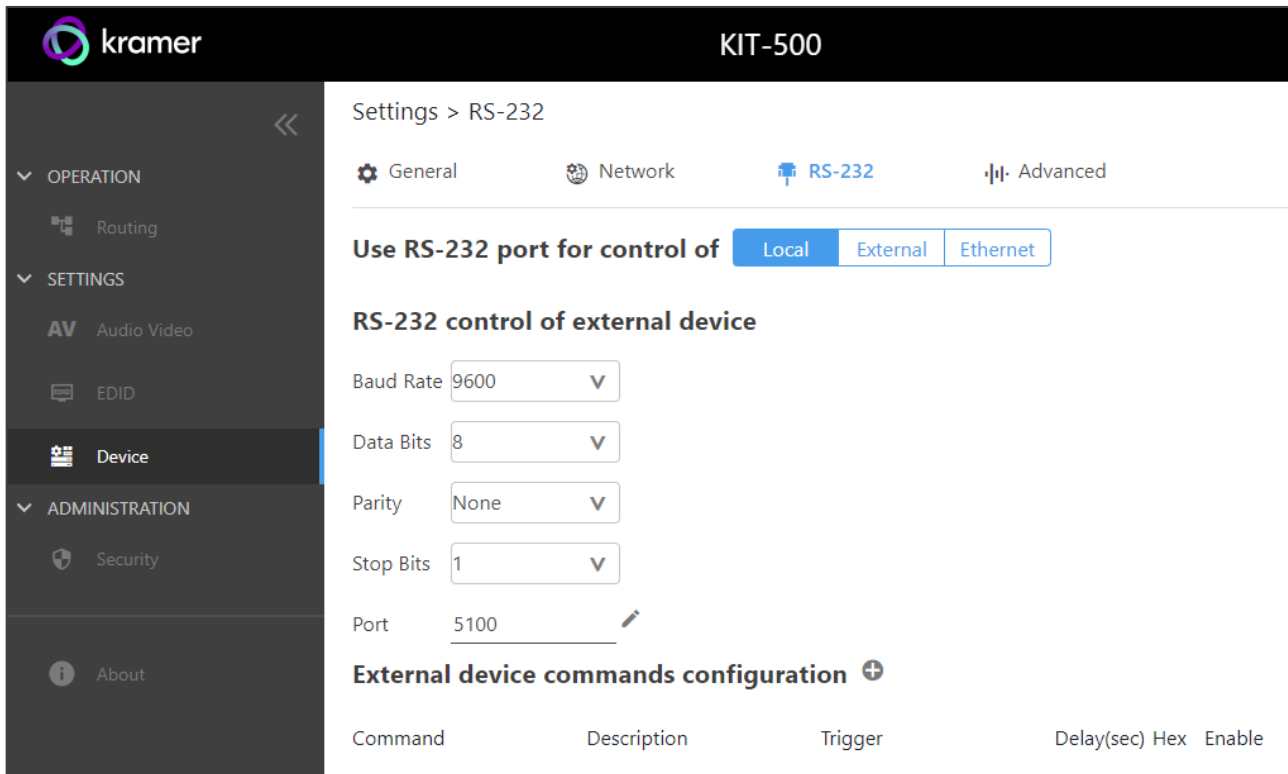 kramer
KIT-500
OPERATION
Routing
SETTINGS
AV Audio Video
EDID
Device
ADMINISTRATION
Security
About
Settings > RS-232
General Network RS-232 Advanced
Use RS-232 port for control of Local External Ethernet
RS-232 control of external device
Baud Rate 9600
Data Bits 8
Parity None
Stop Bits 1
Port 5100
External device commands configuration
Command Description Trigger Delay(sec) Hex Enable